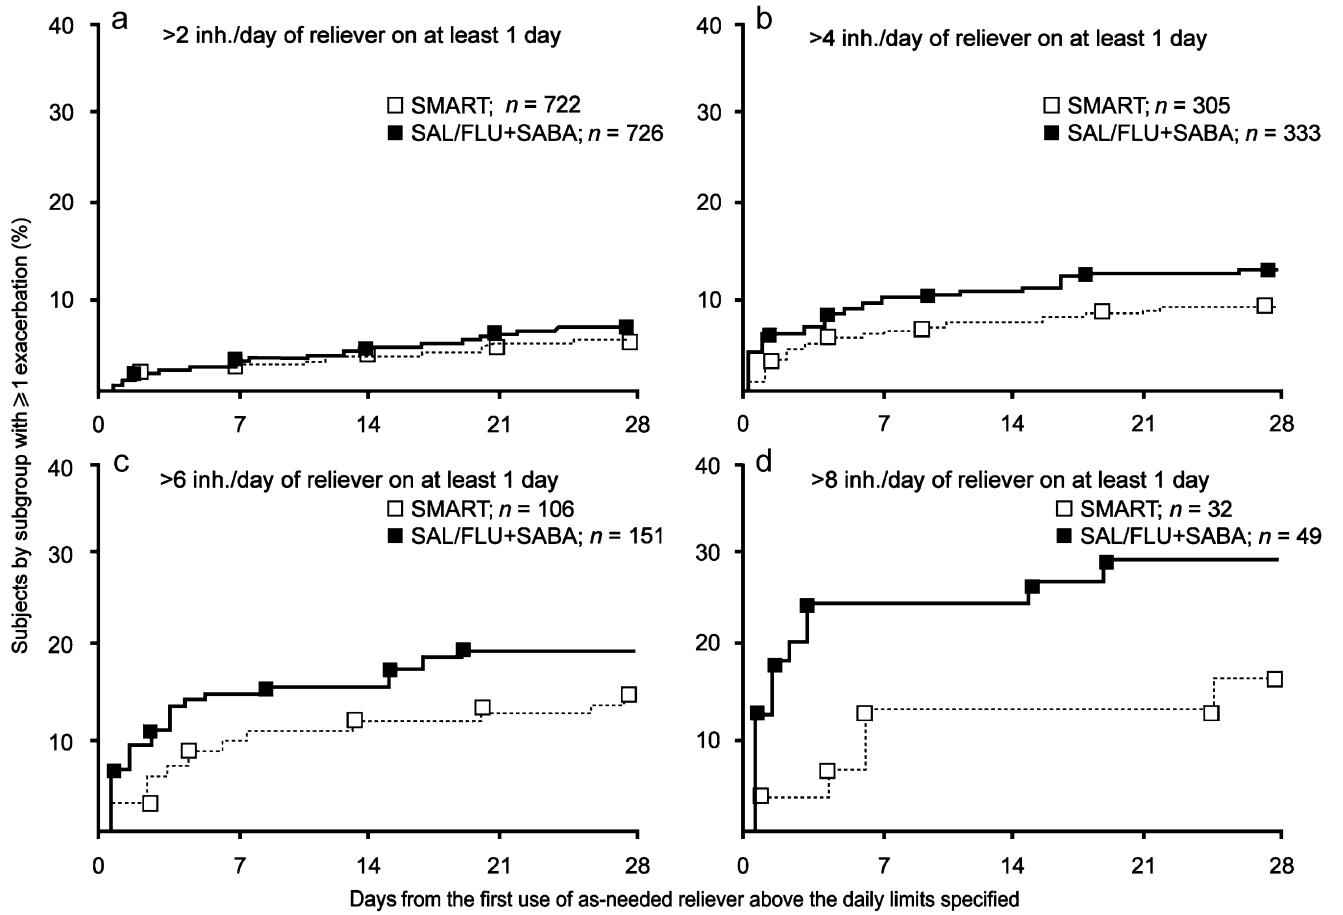 a
>2 inh./day of reliever on at least 1 day
SMART; n = 722
SAL/FLU+SABA; n = 726
40
30
20
10
0 7 14 21 28
b
>4 inh./day of reliever on at least 1 day
SMART; n = 305
SAL/FLU+SABA; n = 333
40
30
20
10
0 7 14 21 28
c
>6 inh./day of reliever on at least 1 day
SMART; n = 106
SAL/FLU+SABA; n = 151
40
30
20
10
0 7 14 21 28
d
>8 inh./day of reliever on at least 1 day
SMART; n = 32
SAL/FLU+SABA; n = 49
40
30
20
10
0 7 14 21 28
Subjects by subgroup with ⩾1 exacerbation (%)
Days from the first use of as-needed reliever above the daily limits specified